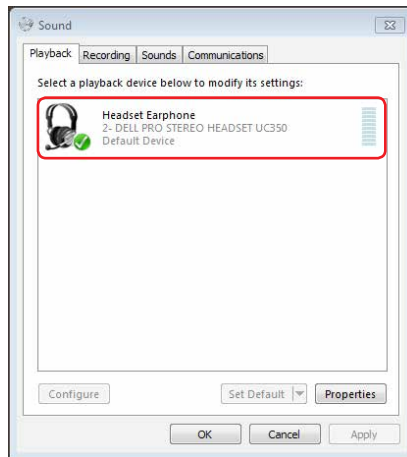 Sound
Playback Recording Sounds Communications
Select a playback device below to modify its settings:
Headset Earphone
2- DELL PRO STEREO HEADSET UC350
Default Device
Configure Set Default Properties
OK Cancel Apply